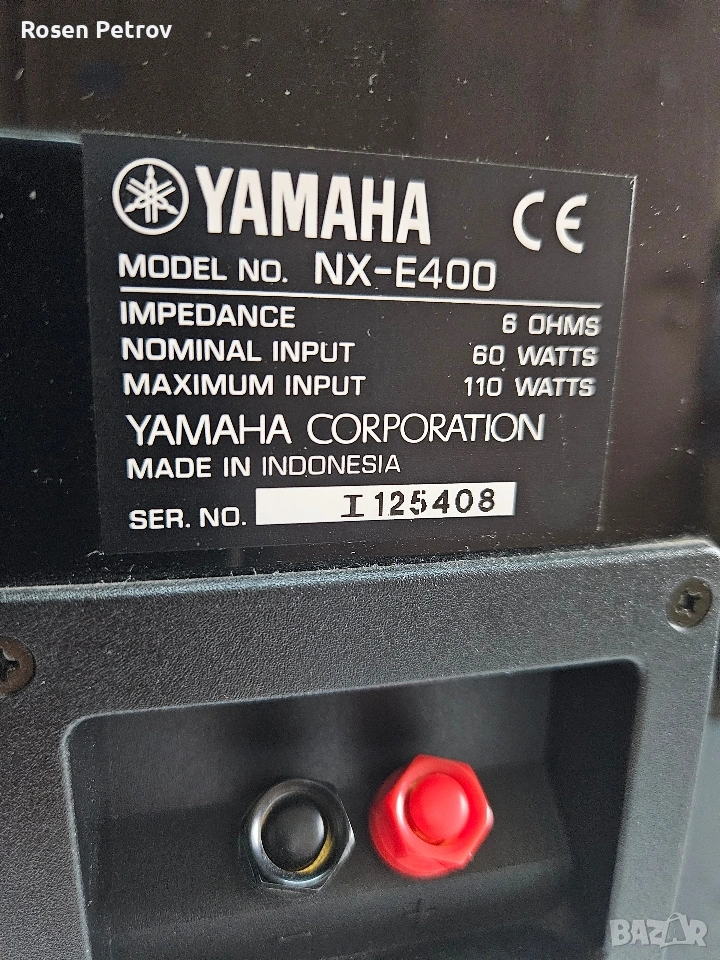 Rosen Petrov
YAMAHA CE
MODEL NO. NX-E400
IMPEDANCE 6 OHMS
NOMINAL INPUT 60 WATTS
MAXIMUM INPUT 110 WATTS
YAMAHA CORPORATION
MADE IN INDONESIA
SER. NO. I125408
- +
BAZAR